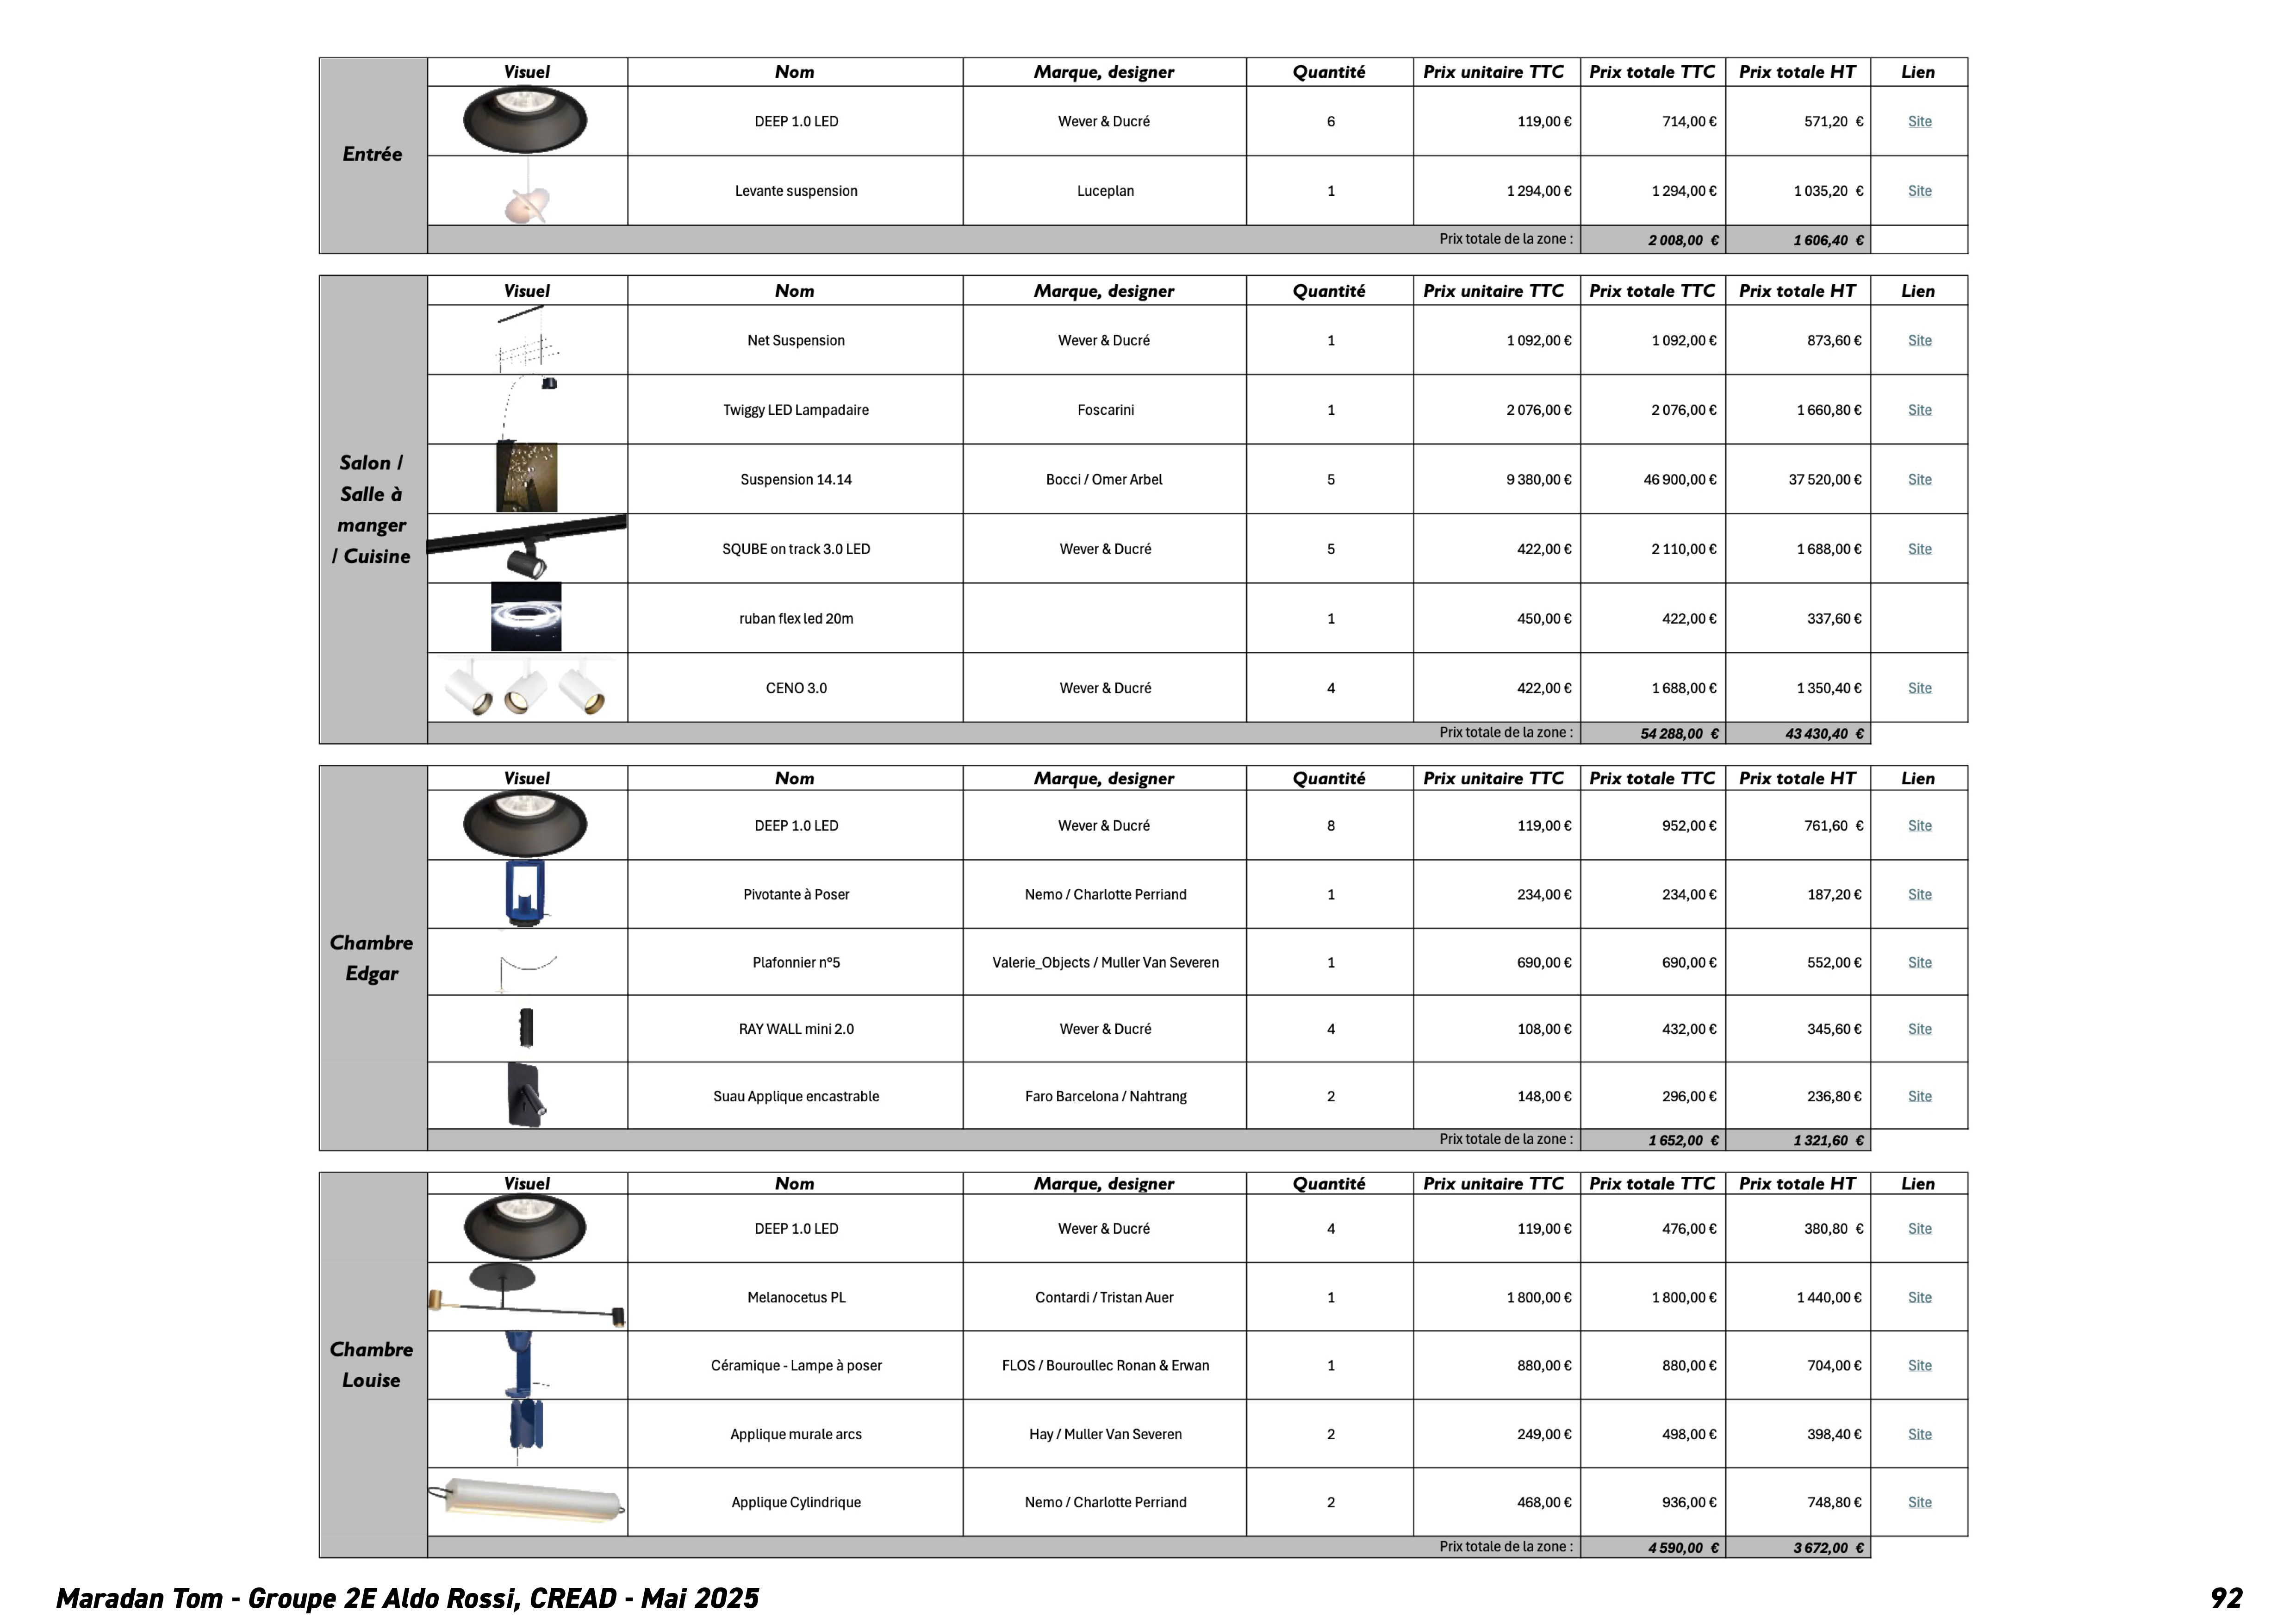 Entrée
Visuel Nom Marque, designer Quantité Prix unitaire TTC Prix totale TTC Prix totale HT Lien
DEEP 1.0 LED Wever & Ducré 6 119,00 € 714,00 € 571,20 € Site
Levante suspension Luceplan 1 1 294,00 € 1 294,00 € 1 035,20 € Site
Prix totale de la zone : 2 008,00 € 1 606,40 €
Salon /
Salle à
manger
/ Cuisine
Visuel Nom Marque, designer Quantité Prix unitaire TTC Prix totale TTC Prix totale HT Lien
Net Suspension Wever & Ducré 1 1 092,00 € 1 092,00 € 873,60 € Site
Twiggy LED Lampadaire Foscarini 1 2 076,00 € 2 076,00 € 1 660,80 € Site
Suspension 14.14 Bocci / Omer Arbel 5 9 380,00 € 46 900,00 € 37 520,00 € Site
SQUBE on track 3.0 LED Wever & Ducré 5 422,00 € 2 110,00 € 1 688,00 € Site
ruban flex led 20m 1 450,00 € 422,00 € 337,60 €
CENO 3.0 Wever & Ducré 4 422,00 € 1 688,00 € 1 350,40 € Site
Prix totale de la zone : 54 288,00 € 43 430,40 €
Chambre
Edgar
Visuel Nom Marque, designer Quantité Prix unitaire TTC Prix totale TTC Prix totale HT Lien
DEEP 1.0 LED Wever & Ducré 8 119,00 € 952,00 € 761,60 € Site
Pivotante à Poser Nemo / Charlotte Perriand 1 234,00 € 234,00 € 187,20 € Site
Plafonnier n°5 Valerie_Objects / Muller Van Severen 1 690,00 € 690,00 € 552,00 € Site
RAY WALL mini 2.0 Wever & Ducré 4 108,00 € 432,00 € 345,60 € Site
Suau Applique encastrable Faro Barcelona / Nahtrang 2 148,00 € 296,00 € 236,80 € Site
Prix totale de la zone : 1 652,00 € 1 321,60 €
Chambre
Louise
Visuel Nom Marque, designer Quantité Prix unitaire TTC Prix totale TTC Prix totale HT Lien
DEEP 1.0 LED Wever & Ducré 4 119,00 € 476,00 € 380,80 € Site
Melanocetus PL Contardi / Tristan Auer 1 1 800,00 € 1 800,00 € 1 440,00 € Site
Céramique - Lampe à poser FLOS / Bouroullec Ronan & Erwan 1 880,00 € 880,00 € 704,00 € Site
Applique murale arcs Hay / Muller Van Severen 2 249,00 € 498,00 € 398,40 € Site
Applique Cylindrique Nemo / Charlotte Perriand 2 468,00 € 936,00 € 748,80 € Site
Prix totale de la zone : 4 590,00 € 3 672,00 €
Maradan Tom - Groupe 2E Aldo Rossi, CREAD - Mai 2025 92